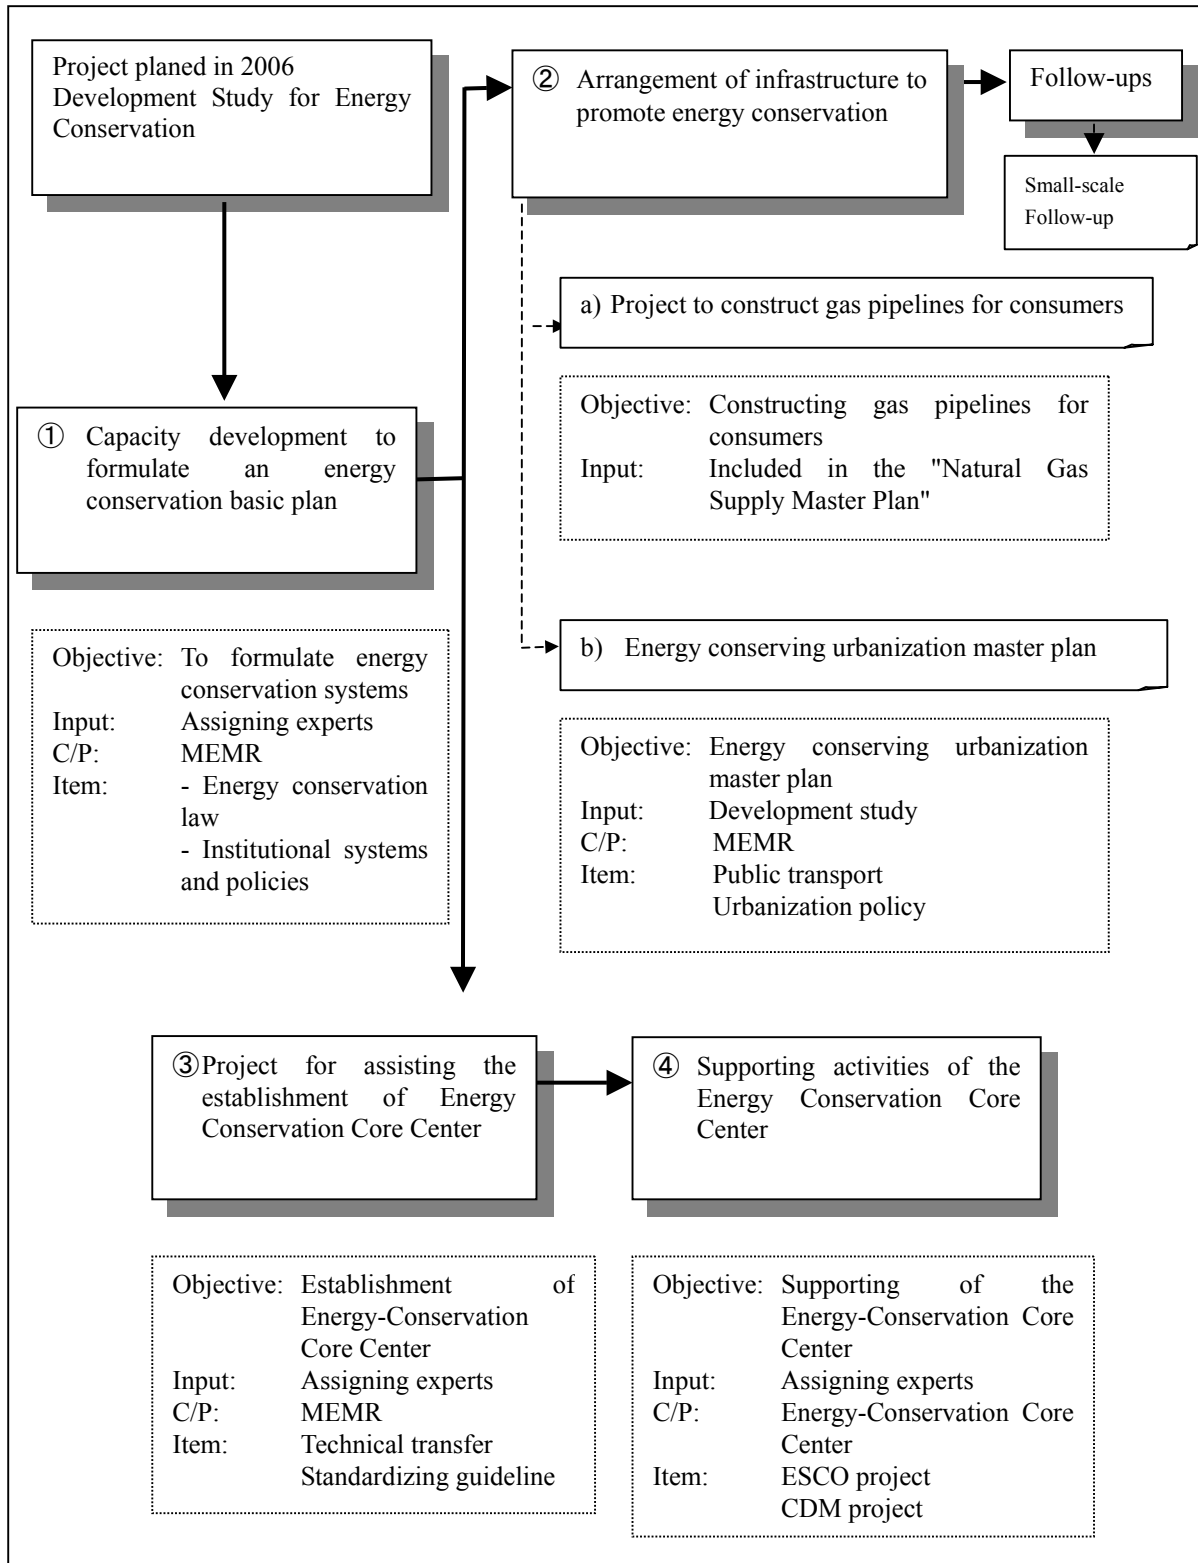 Project planed in 2006
Development Study for Energy
Conservation
② Arrangement of infrastructure to
promote energy conservation
Follow-ups
Small-scale
Follow-up
a) Project to construct gas pipelines for consumers
Objective: Constructing gas pipelines for
consumers
Input: Included in the "Natural Gas
Supply Master Plan"
① Capacity development to
formulate an energy
conservation basic plan
Objective: To formulate energy
conservation systems
Input: Assigning experts
C/P: MEMR
Item: - Energy conservation
law
- Institutional systems
and policies
b) Energy conserving urbanization master plan
Objective: Energy conserving urbanization
master plan
Input: Development study
C/P: MEMR
Item: Public transport
Urbanization policy
③ Project for assisting the
establishment of Energy
Conservation Core Center
④ Supporting activities of the
Energy Conservation Core
Center
Objective: Establishment of
Energy-Conservation
Core Center
Input: Assigning experts
C/P: MEMR
Item: Technical transfer
Standardizing guideline
Objective: Supporting of the
Energy-Conservation Core
Center
Input: Assigning experts
C/P: Energy-Conservation Core
Center
Item: ESCO project
CDM project